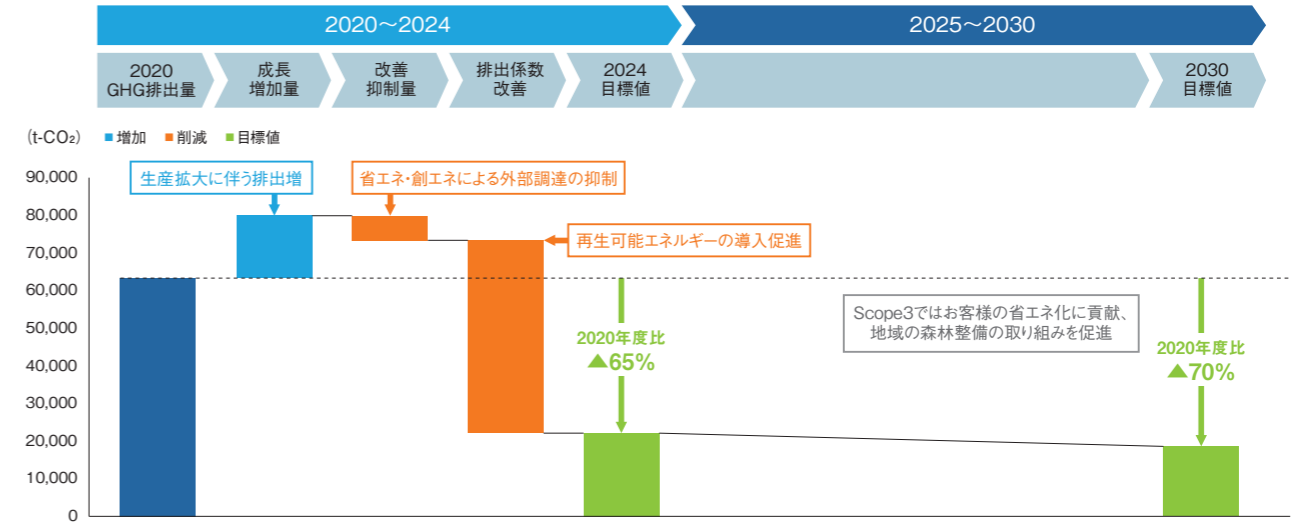 2020～2024
2025～2030
2020
GHG排出量
成長
増加量
改善
抑制量
排出係数
改善
2024
目標値
2030
目標値
(t-CO₂)
■増加 ■削減 ■目標値
90,000
80,000
70,000
60,000
50,000
40,000
30,000
20,000
10,000
0
生産拡大に伴う排出増
省エネ・創エネによる外部調達の抑制
再生可能エネルギーの導入促進
2020年度比
▲65%
Scope3ではお客様の省エネ化に貢献、
地域の森林整備の取り組みを促進
2020年度比
▲70%